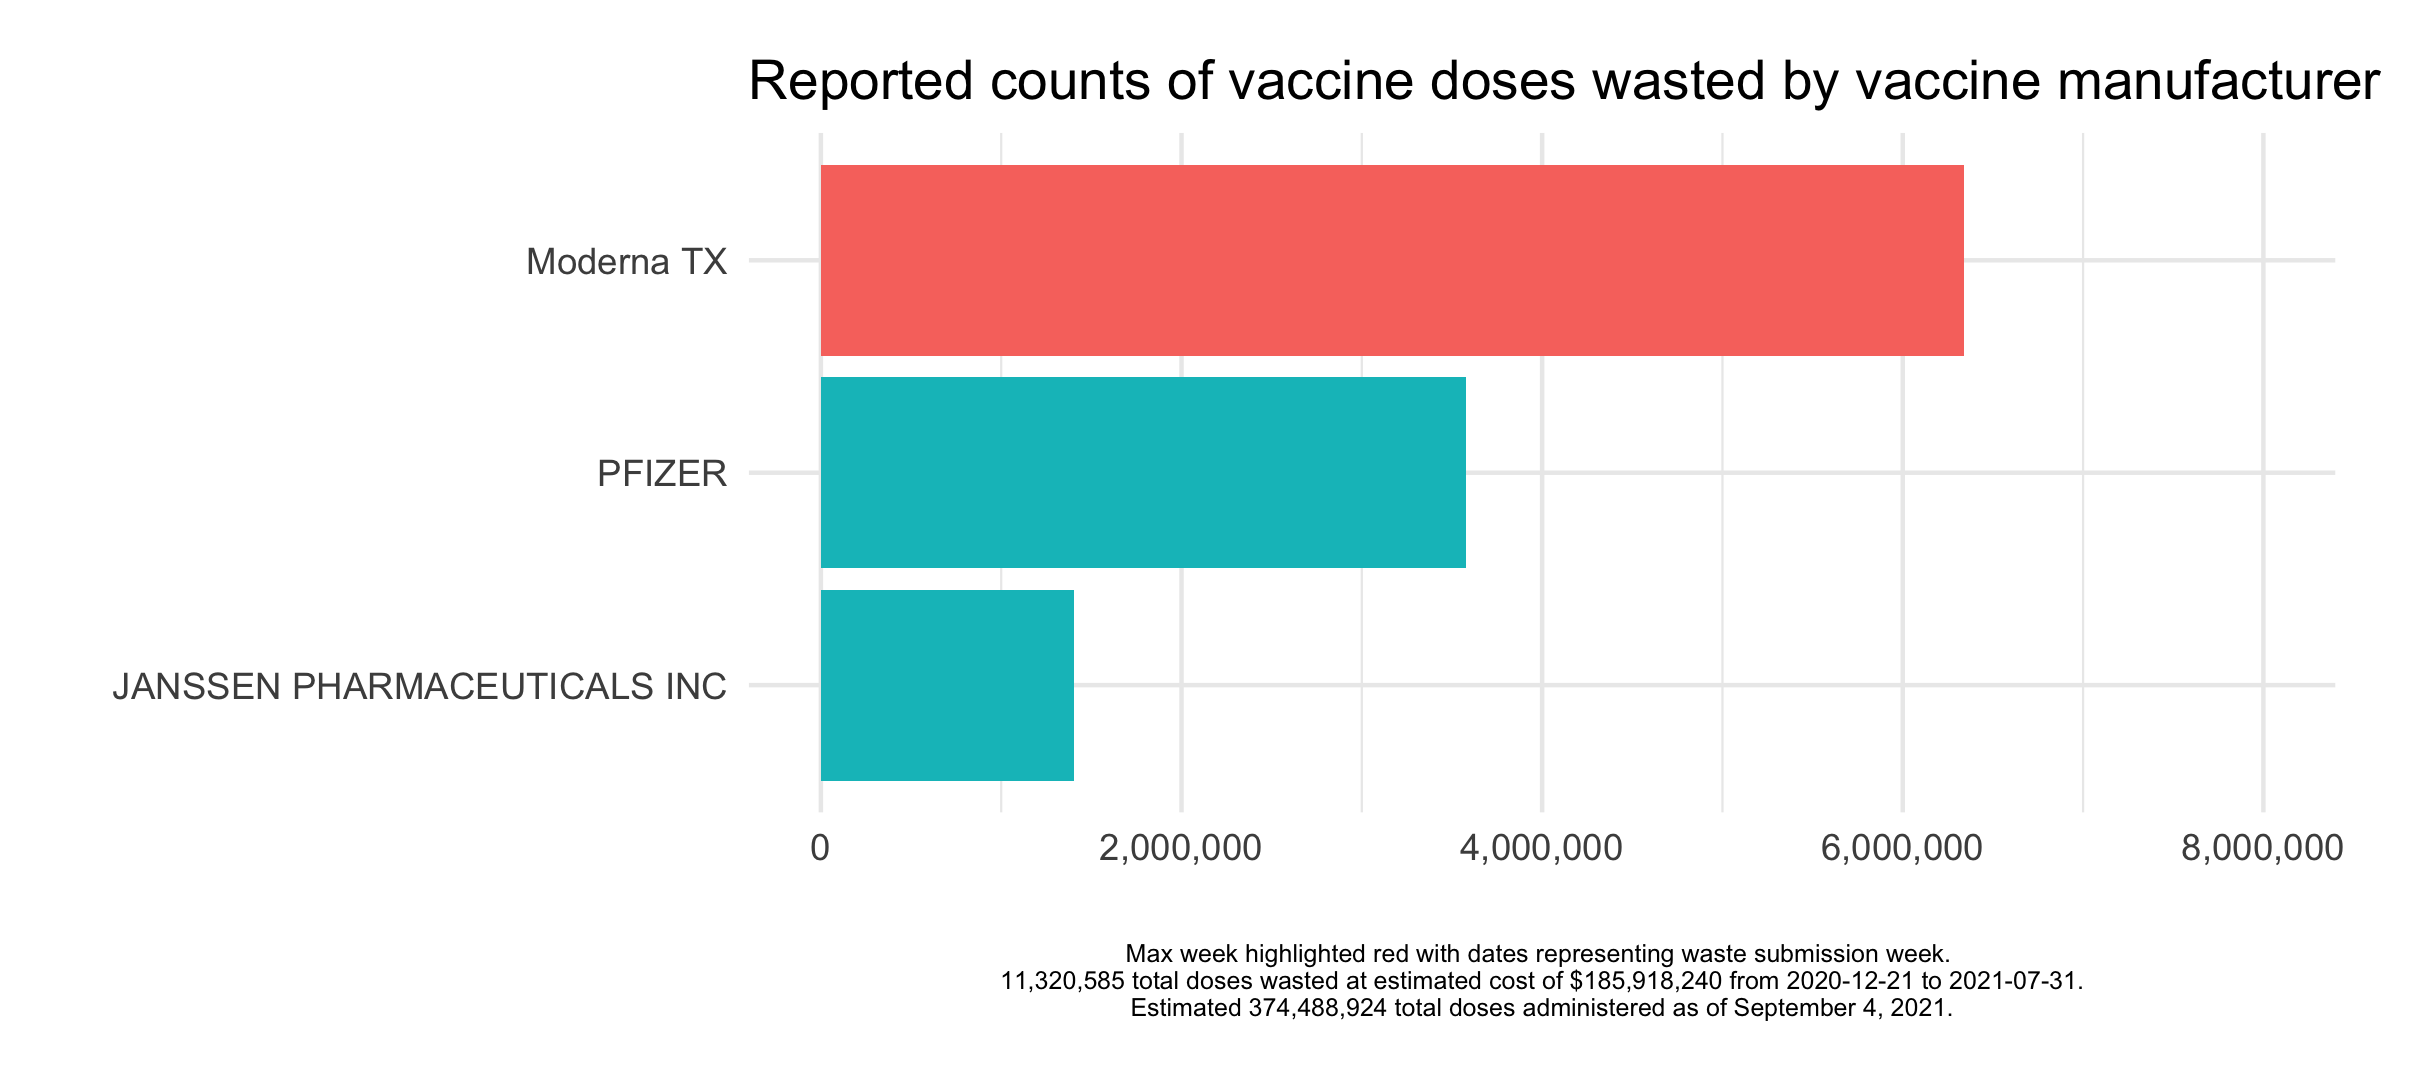 Reported counts of vaccine doses wasted by vaccine manufacturer
Moderna TX
PFIZER
JANSSEN PHARMACEUTICALS INC
0 2,000,000 4,000,000 6,000,000 8,000,000
Max week highlighted red with dates representing waste submission week.
11,320,585 total doses wasted at estimated cost of $185,918,240 from 2020-12-21 to 2021-07-31.
Estimated 374,488,924 total doses administered as of September 4, 2021.